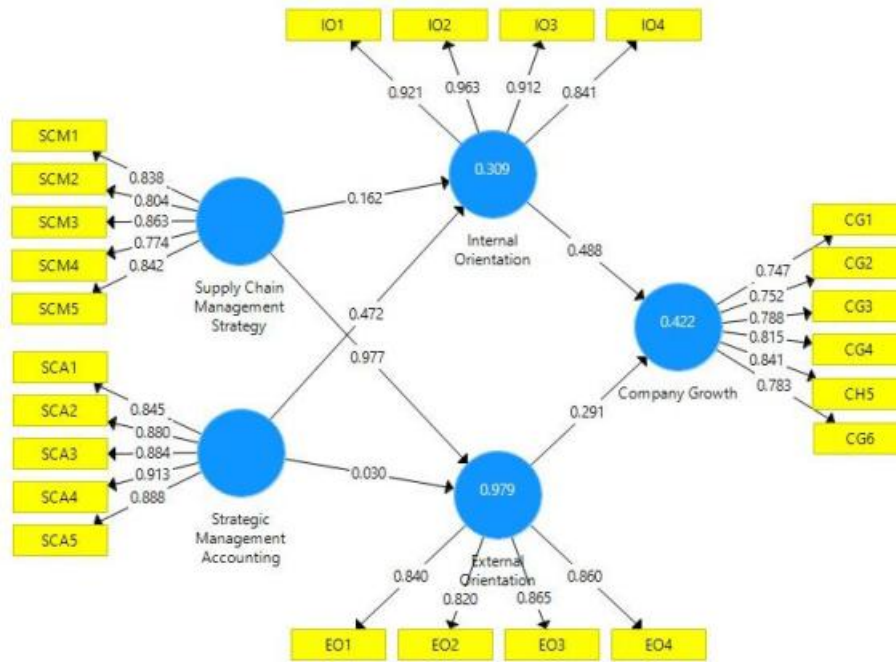 IO1
IO2
IO3
IO4
0.921
0.963
0.912
0.841
SCM1
SCM2
SCM3
SCM4
SCM5
0.838
0.804
0.863
0.774
0.842
Supply Chain
Management
Strategy
0.162
0.472
0.977
0.309
Internal
Orientation
0.488
SCA1
SCA2
SCA3
SCA4
SCA5
0.845
0.880
0.884
0.913
0.888
Strategic
Management
Accounting
0.030
0.979
External
Orientation
0.291
0.422
Company Growth
0.747
0.752
0.788
0.815
0.841
0.783
CG1
CG2
CG3
CG4
CH5
CG6
0.840
0.820
0.865
0.860
EO1
EO2
EO3
EO4